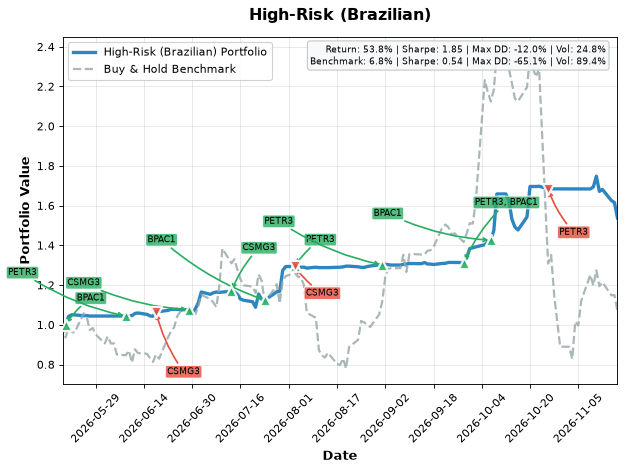 High-Risk (Brazilian)
High-Risk (Brazilian) Portfolio
Buy & Hold Benchmark
Return: 53.8% | Sharpe: 1.85 | Max DD: -12.0% | Vol: 24.8%
Benchmark: 6.8% | Sharpe: 0.54 | Max DD: -65.1% | Vol: 89.4%
Portfolio Value
2.4
2.2
2.0
1.8
1.6
1.4
1.2
1.0
0.8
PETR3
CSMG3
BPAC1
BPAC1
CSMG3
CSMG3
PETR3
PETR3
CSMG3
BPAC1
PETR3, BPAC1
PETR3
2026-05-29
2026-06-14
2026-06-30
2026-07-16
2026-08-01
2026-08-17
2026-09-02
2026-09-18
2026-10-04
2026-10-20
2026-11-05
Date